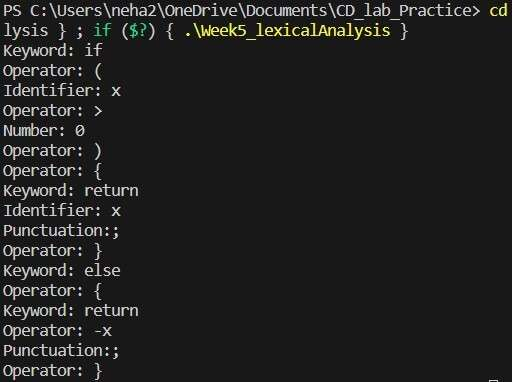 PS C:\Users\neha2\OneDrive\Documents\CD_lab_Practice> cd
lysis } ; if ($?) { .\Week5_lexicalAnalysis }
Keyword: if
Operator: (
Identifier: x
Operator: >
Number: 0
Operator: )
Operator: {
Keyword: return
Identifier: x
Punctuation:;
Operator: }
Keyword: else
Operator: {
Keyword: return
Operator: -x
Punctuation:;
Operator: }